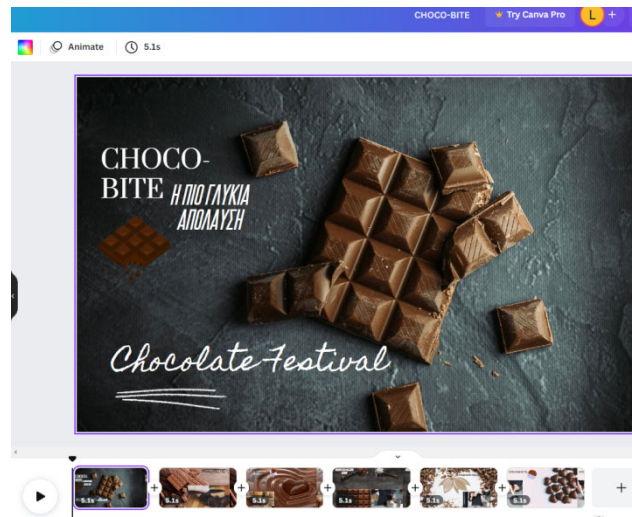 CHOCO-BITE
Try Canva Pro
L
+
Animate
5.1s
CHOCO-
BITE
Η ΠΙΟ ΓΛΥΚΙΑ
ΑΠΟΛΑΥΣΗ
Chocolate Festival
5.1s
+
5.1s
+
5.1s
+
5.1s
+
5.1s
+
5.1s
+